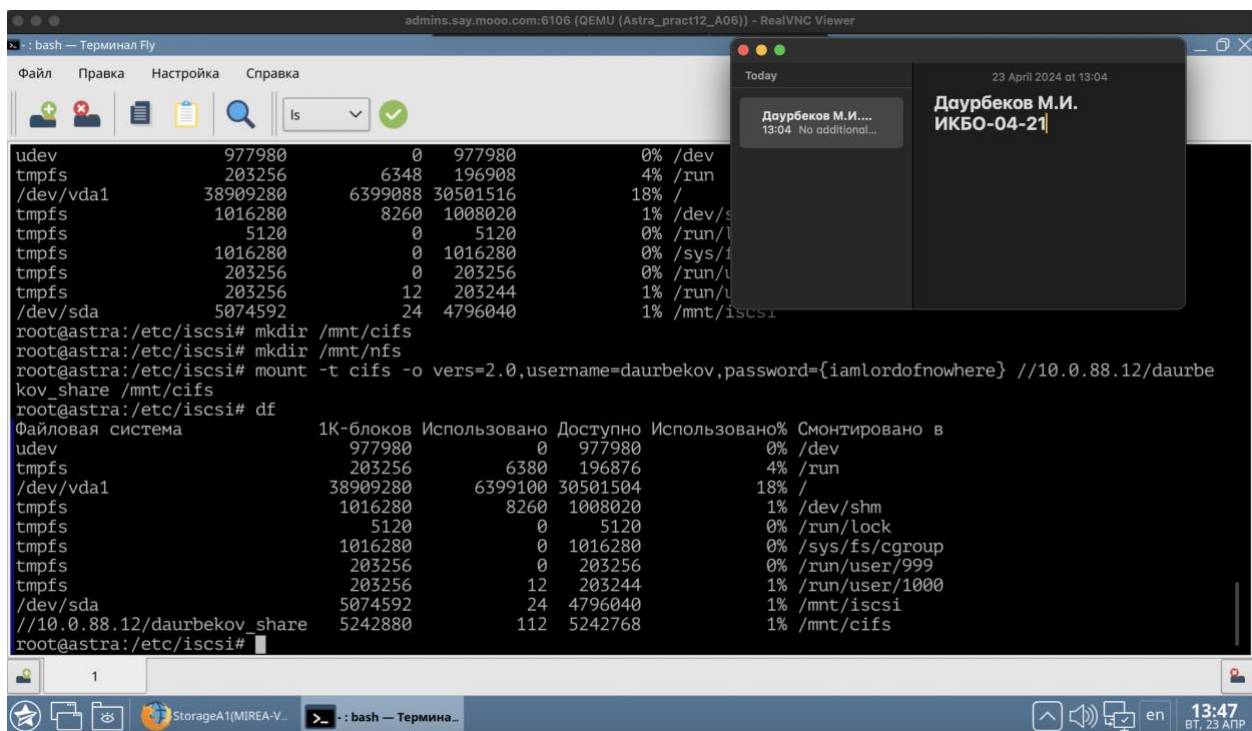 admins.say.mooo.com:6106 (QEMU (Astra_pract12_A06)) - RealVNC Viewer
- : bash — Терминал Fly
Файл Правка Настройка Справка
ls
Today
Даурбеков М.И....
13:04 No additional...
23 April 2024 at 13:04
Даурбеков М.И.
ИКБО-04-21
udev 977980 0 977980 0% /dev
tmpfs 203256 6348 196908 4% /run
/dev/vda1 38909280 6399088 30501516 18% /
tmpfs 1016280 8260 1008020 1% /dev/s
tmpfs 5120 0 5120 0% /run/l
tmpfs 1016280 0 1016280 0% /sys/f
tmpfs 203256 0 203256 0% /run/u
tmpfs 203256 12 203244 1% /run/u
/dev/sda 5074592 24 4796040 1% /mnt/iscsi
root@astra:/etc/iscsi# mkdir /mnt/cifs
root@astra:/etc/iscsi# mkdir /mnt/nfs
root@astra:/etc/iscsi# mount -t cifs -o vers=2.0,username=daurbekov,password={iamlordofnowhere} //10.0.88.12/daurbe
kov_share /mnt/cifs
root@astra:/etc/iscsi# df
Файловая система 1K-блоков Использовано Доступно Использовано% Cмонтировано в
udev 977980 0 977980 0% /dev
tmpfs 203256 6380 196876 4% /run
/dev/vda1 38909280 6399100 30501504 18% /
tmpfs 1016280 8260 1008020 1% /dev/shm
tmpfs 5120 0 5120 0% /run/lock
tmpfs 1016280 0 1016280 0% /sys/fs/cgroup
tmpfs 203256 0 203256 0% /run/user/999
tmpfs 203256 12 203244 1% /run/user/1000
/dev/sda 5074592 24 4796040 1% /mnt/iscsi
//10.0.88.12/daurbekov_share 5242880 112 5242768 1% /mnt/cifs
root@astra:/etc/iscsi#
1
StorageA1(MIREA-V... - : bash — Термина... en 13:47
ВТ, 23 АПР